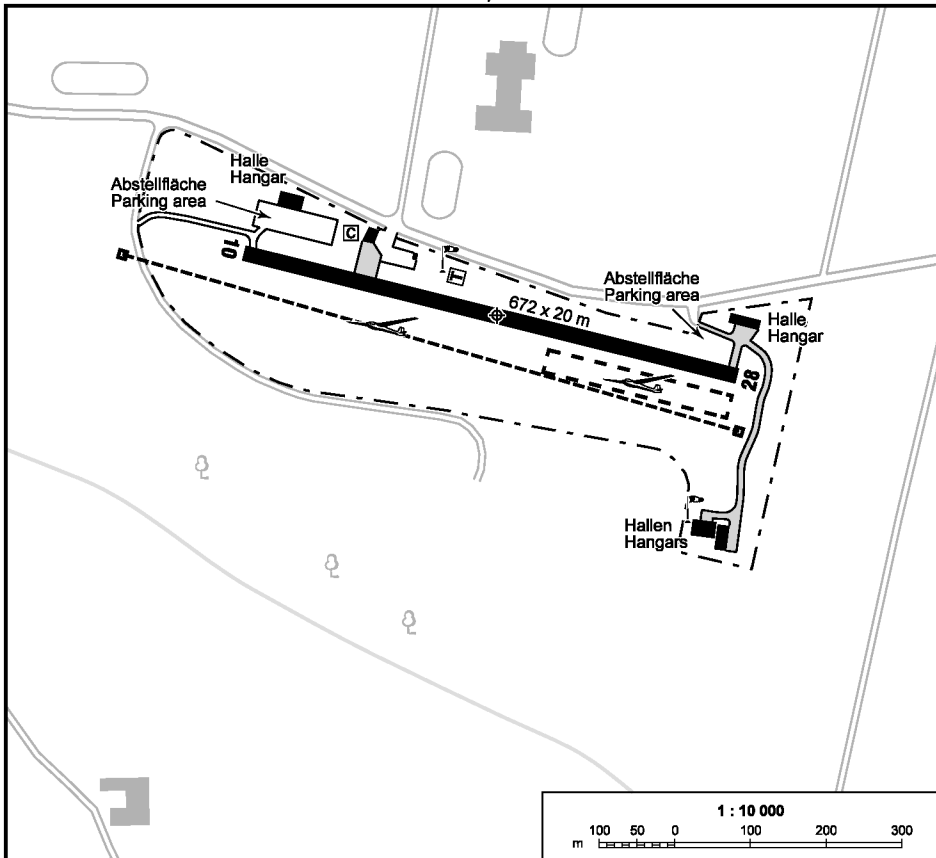 Halle
Hangar
Abstellfläche
Parking area
C
10
T
672 x 20 m
Abstellfläche
Parking area
Halle
Hangar
28
Hallen
Hangars
1 : 10 000
m 100 50 0 100 200 300